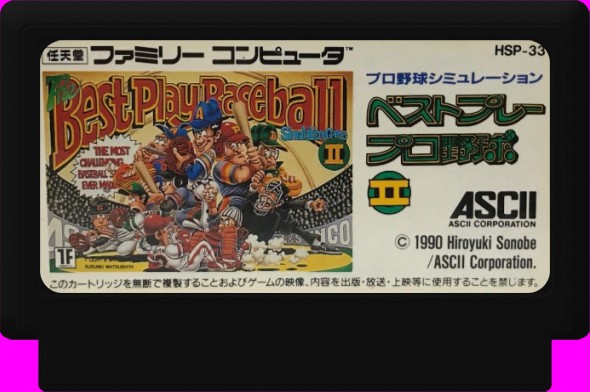 任天堂 ファミリー コンピュータ™
HSP-33
The
Best Play Baseball
II
THE MOST
CHALLENGING
BASEBALL
EVER MADE
1F
プロ野球シミュレーション
ベストプレー
プロ野球
II
ASCII
ASCII CORPORATION
© 1990 Hiroyuki Sonobe
/ASCII Corporation.
このカートリッジを無断で複製することおよびゲームの映像、内容を出版・放送・上映等に使用することを禁じます。